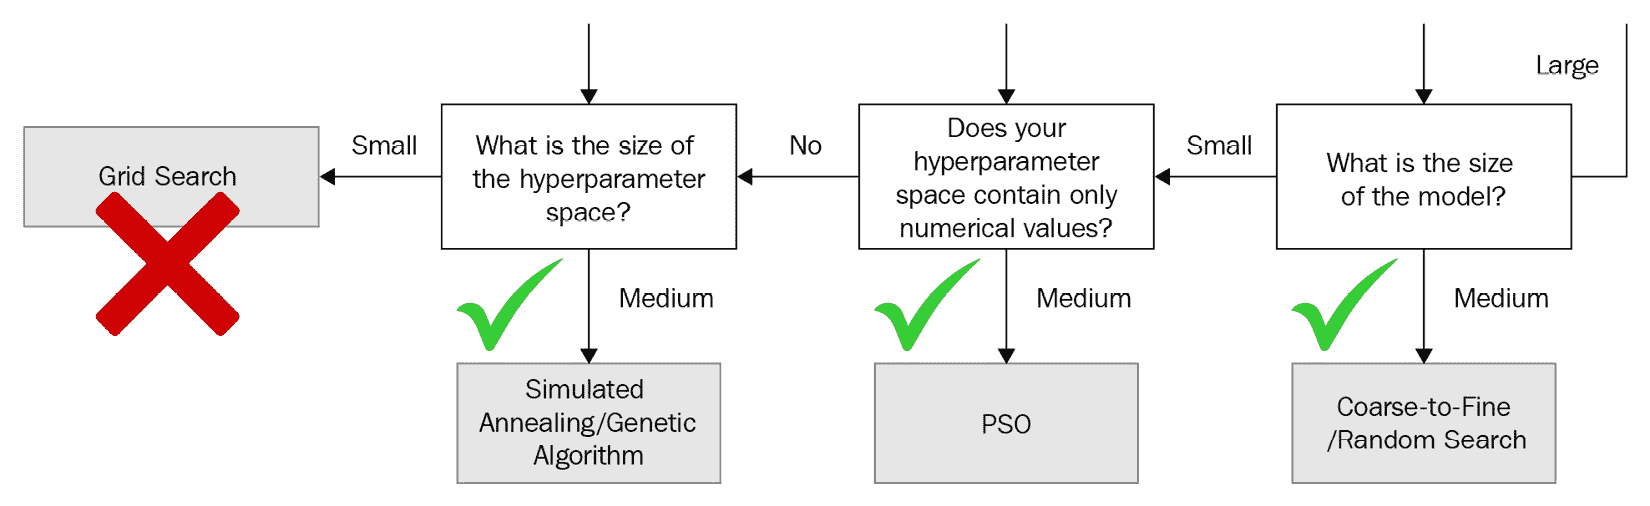 Large
Grid Search
Small
What is the size of
the hyperparameter
space?
No
Does your
hyperparameter
space contain only
numerical values?
Small
What is the size
of the model?
Medium
Medium
Medium
Simulated
Annealing/Genetic
Algorithm
PSO
Coarse-to-Fine
/Random Search